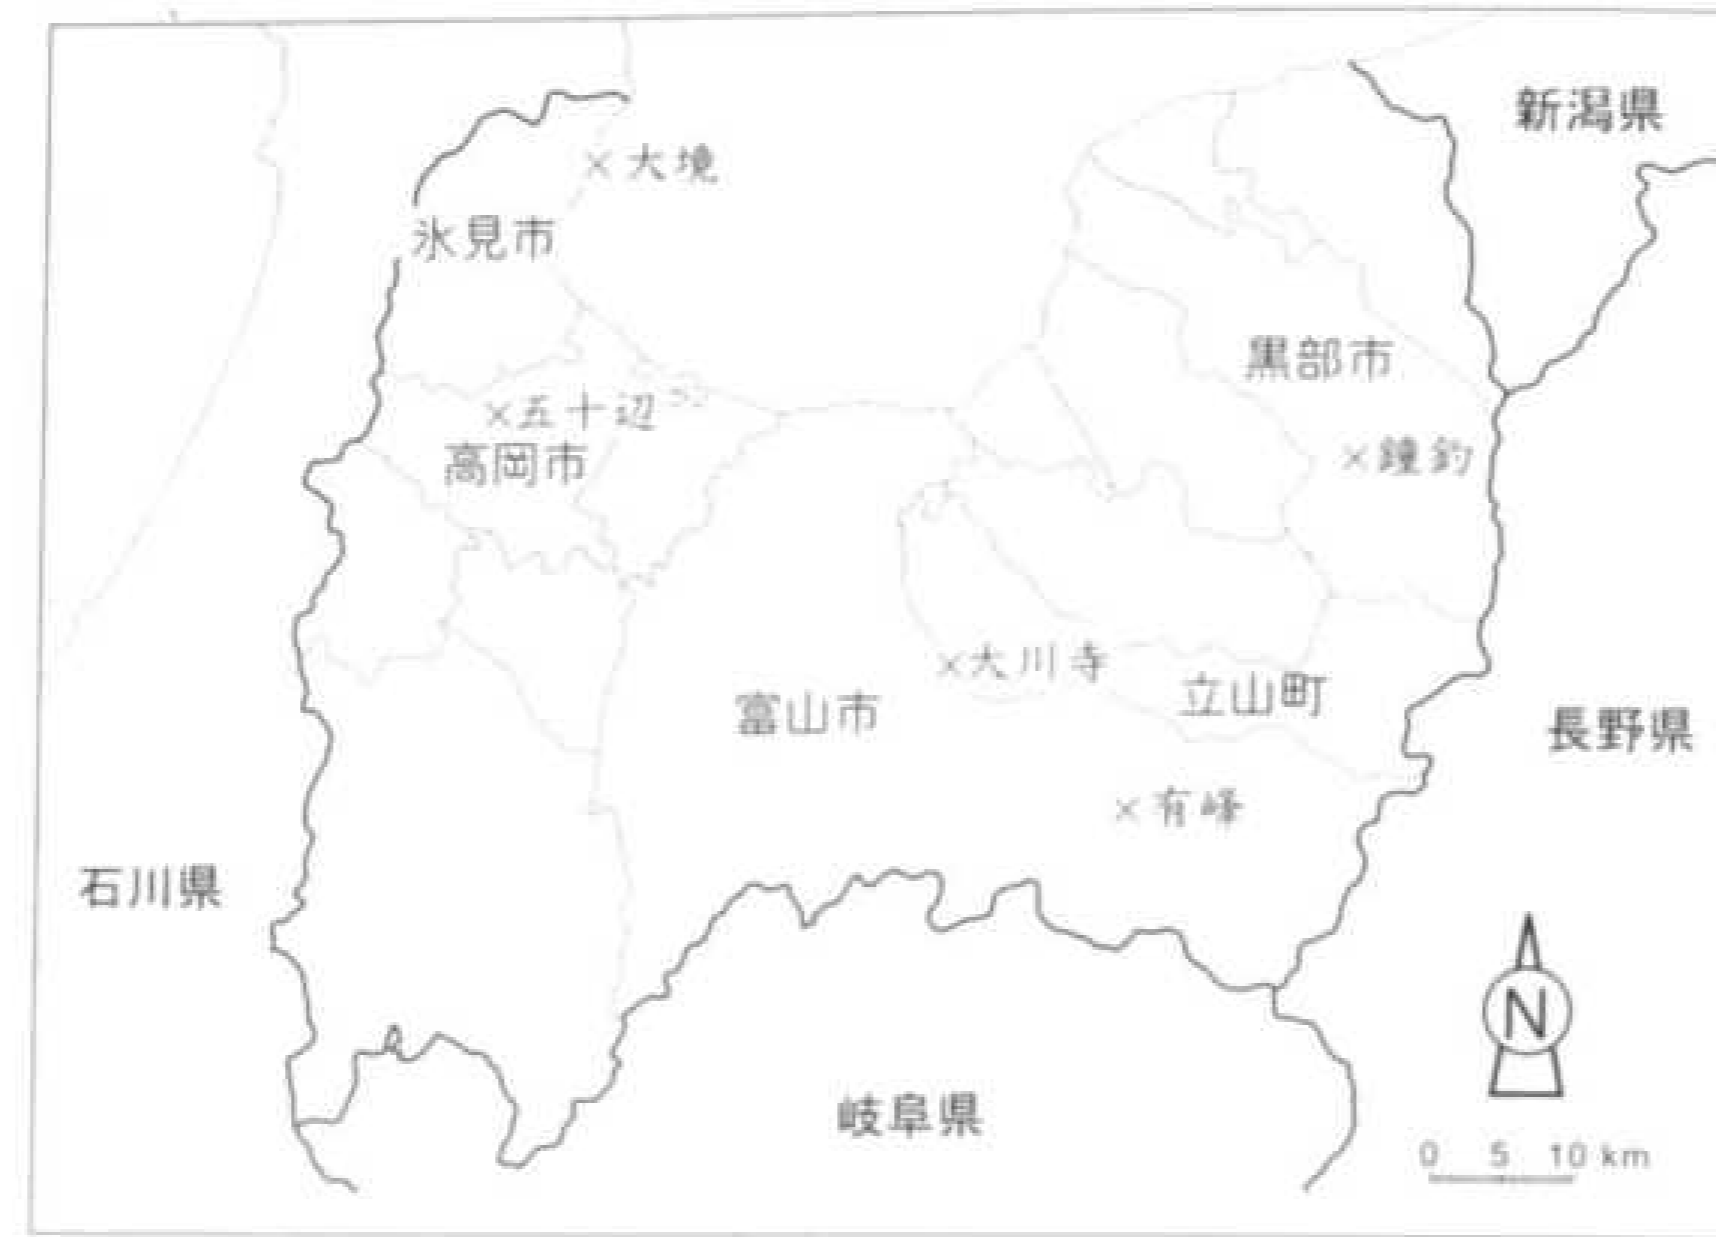 新潟県
×大境
氷見市
黒部市
×五十辺
高岡市
×鐘釣
×大川寺
立山町
富山市
長野県
×有峰
石川県
N
岐阜県
0 5 10 km